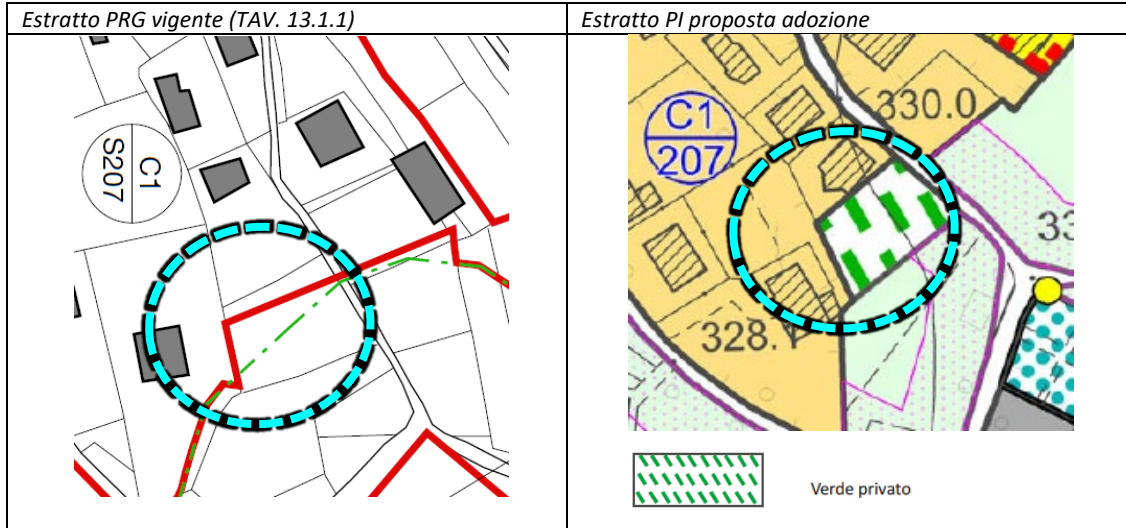 Estratto PRG vigente (TAV. 13.1.1)
Estratto PI proposta adozione
C1
S207
C1
207
330.0
33
328.
Verde privato